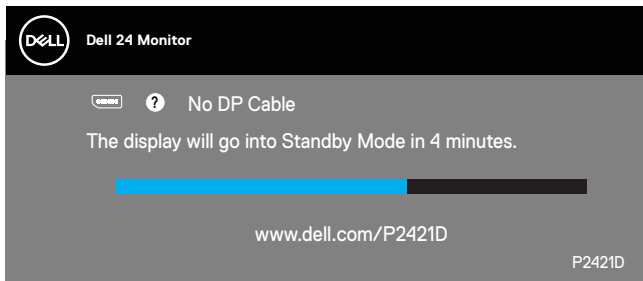 DELL
Dell 24 Monitor
? No DP Cable
The display will go into Standby Mode in 4 minutes.
www.dell.com/P2421D
P2421D